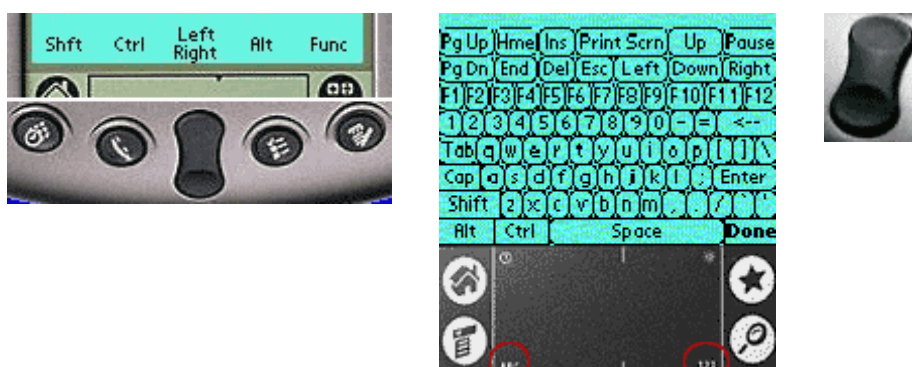 Shft Ctrl Left Right Alt Func
Pg Up Hme Ins Print Scrn Up Pause
Pg Dn End Del Esc Left Down Right
F1 F2 F3 F4 F5 F6 F7 F8 F9 F10 F11 F12
1 2 3 4 5 6 7 8 9 0 - = <--
Tab q w e r t y u i o p [ ] \
Cap a s d f g h j k l ; Enter
Shift z x c v b n m , . / ` '
Alt Ctrl Space Done
ABC 123